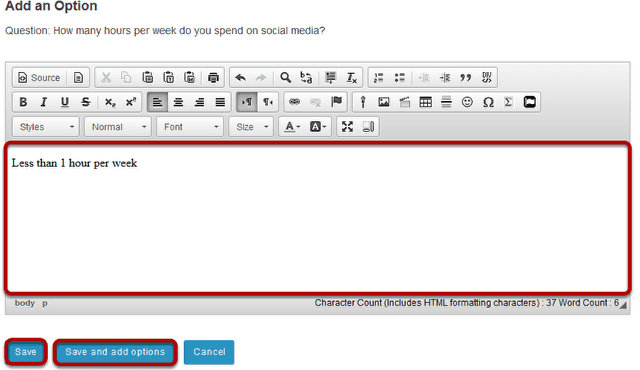 Add an Option
Question: How many hours per week do you spend on social media?
Source
B I U S X₂ X²
Styles Normal Font Size A A
Less than 1 hour per week
body p Character Count (Includes HTML formatting characters) : 37 Word Count : 6
Save Save and add options Cancel